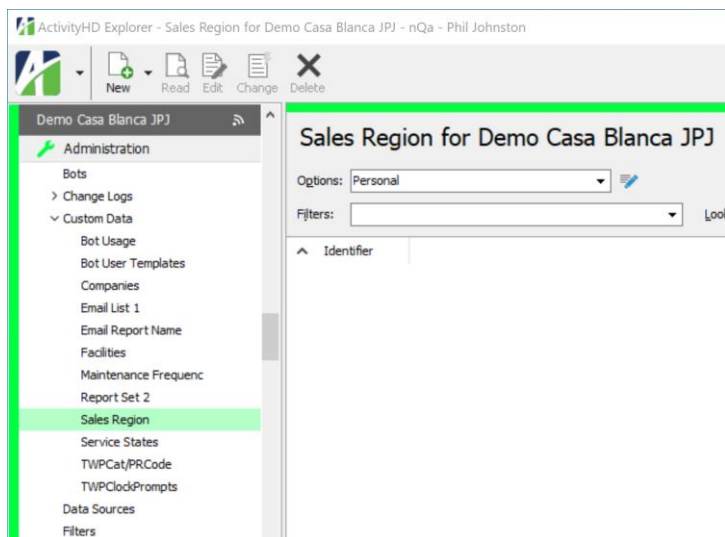 ActivityHD Explorer - Sales Region for Demo Casa Blanca JPJ - nQa - Phil Johnston
New Read Edit Change Delete
Demo Casa Blanca JPJ
Administration
Bots
Change Logs
Custom Data
Bot Usage
Bot User Templates
Companies
Email List 1
Email Report Name
Facilities
Maintenance Frequenc
Report Set 2
Sales Region
Service States
TWPCat/PRCode
TWPClockPrompts
Data Sources
Filters
Sales Region for Demo Casa Blanca JPJ
Options: Personal
Filters:
Look
Identifier